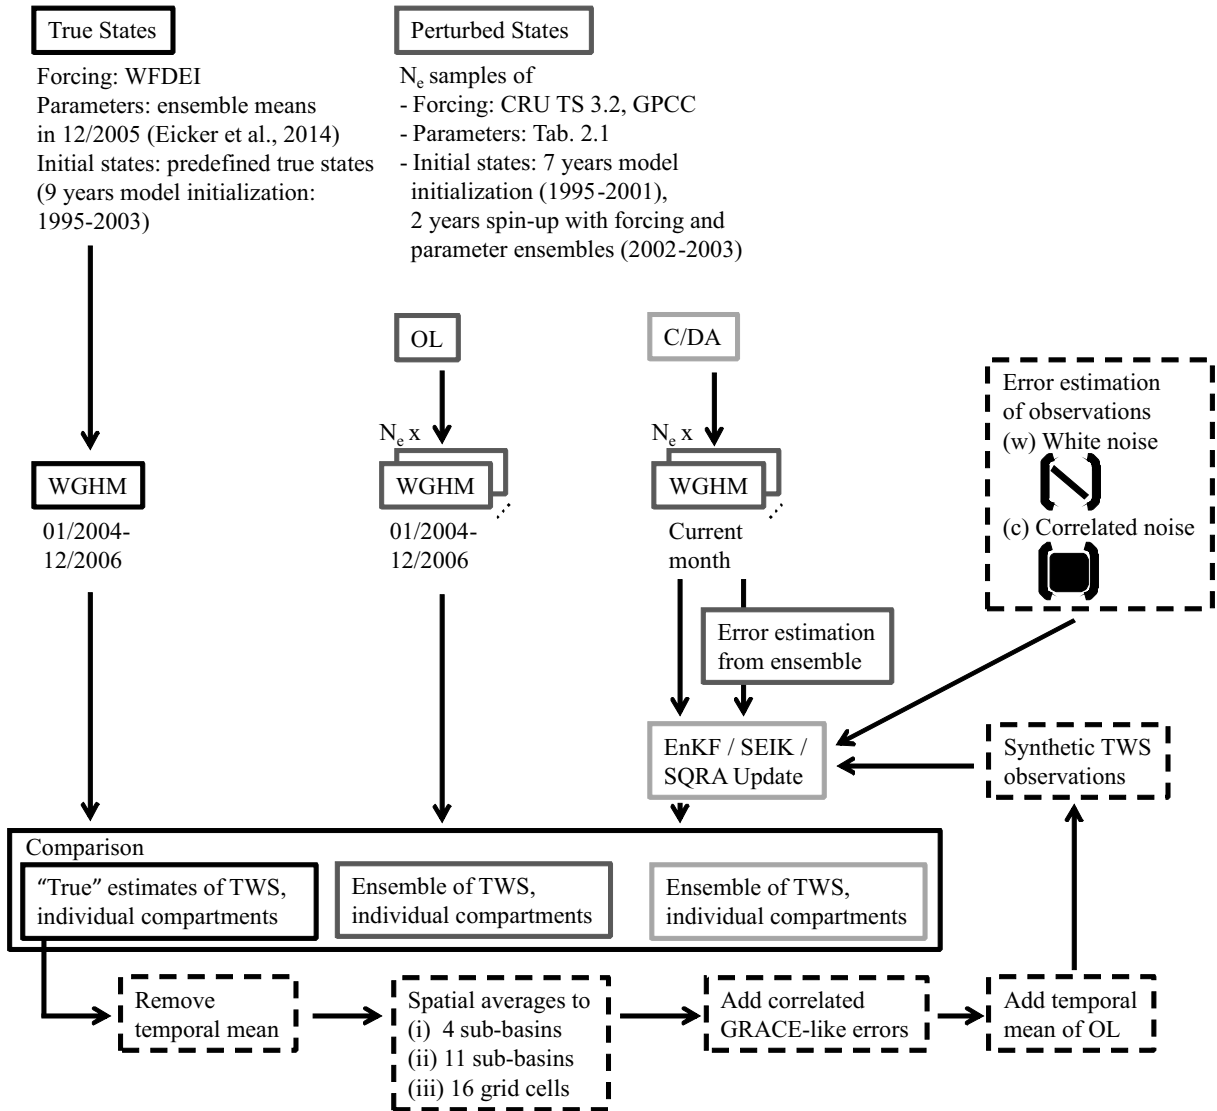 True States
Forcing: WFDEI
Parameters: ensemble means
in 12/2005 (Eicker et al., 2014)
Initial states: predefined true states
(9 years model initialization:
1995-2003)
Perturbed States
Ne samples of
- Forcing: CRU TS 3.2, GPCC
- Parameters: Tab. 2.1
- Initial states: 7 years model
initialization (1995-2001),
2 years spin-up with forcing and
parameter ensembles (2002-2003)
OL
C/DA
Ne x
Ne x
WGHM
WGHM
WGHM
01/2004-
12/2006
01/2004-
12/2006
Current
month
Error estimation
of observations
(w) White noise
(c) Correlated noise
Error estimation
from ensemble
EnKF / SEIK /
SQRA Update
Synthetic TWS
observations
Comparison
“True” estimates of TWS,
individual compartments
Ensemble of TWS,
individual compartments
Ensemble of TWS,
individual compartments
Remove
temporal mean
Spatial averages to
(i) 4 sub-basins
(ii) 11 sub-basins
(iii) 16 grid cells
Add correlated
GRACE-like errors
Add temporal
mean of OL